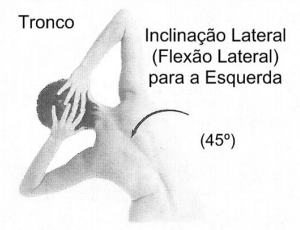 Tronco
Inclinação Lateral
(Flexão Lateral)
para a Esquerda
(45º)